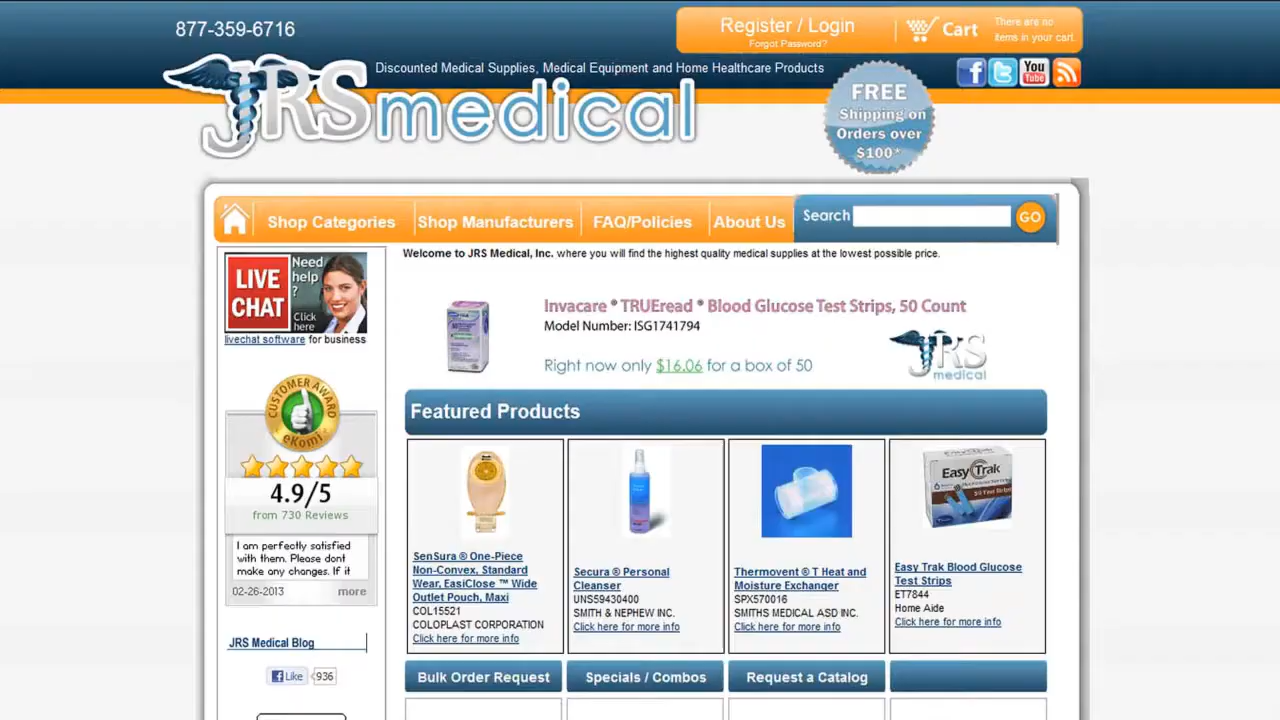 877-359-6716
Register / Login
Forgot Password?
Cart
There are no
items in your cart.
Discounted Medical Supplies, Medical Equipment and Home Healthcare Products
You
Tube
JRSmedical
FREE
Shipping on
Orders over
$100*
Shop Categories
Shop Manufacturers
FAQ/Policies
About Us
Search
GO
LIVE
CHAT
Need
help
?
Click
here
livechat software for business
CUSTOMER AWARD
eKomi
4.9/5
from 730 Reviews
I am perfectly satisfied
with them. Please dont
make any changes. If it
02-26-2013 more
JRS Medical Blog
Like 936
Welcome to JRS Medical, Inc. where you will find the highest quality medical supplies at the lowest possible price.
Invacare ® TRUEread ® Blood Glucose Test Strips, 50 Count
Model Number: ISG1741794
Right now only $16.06 for a box of 50
JRS
medical
Featured Products
SenSura ® One-Piece
Non-Convex, Standard
Wear, EasiClose ™ Wide
Outlet Pouch, Maxi
COL15521
COLOPLAST CORPORATION
Click here for more info
Secura ® Personal
Cleanser
UNS59430400
SMITH & NEPHEW INC.
Click here for more info
Thermovent ® T Heat and
Moisture Exchanger
SPX570016
SMITHS MEDICAL ASD INC.
Click here for more info
EasyTrak
Easy Trak Blood Glucose
Test Strips
ET7844
Home Aide
Click here for more info
Bulk Order Request
Specials / Combos
Request a Catalog